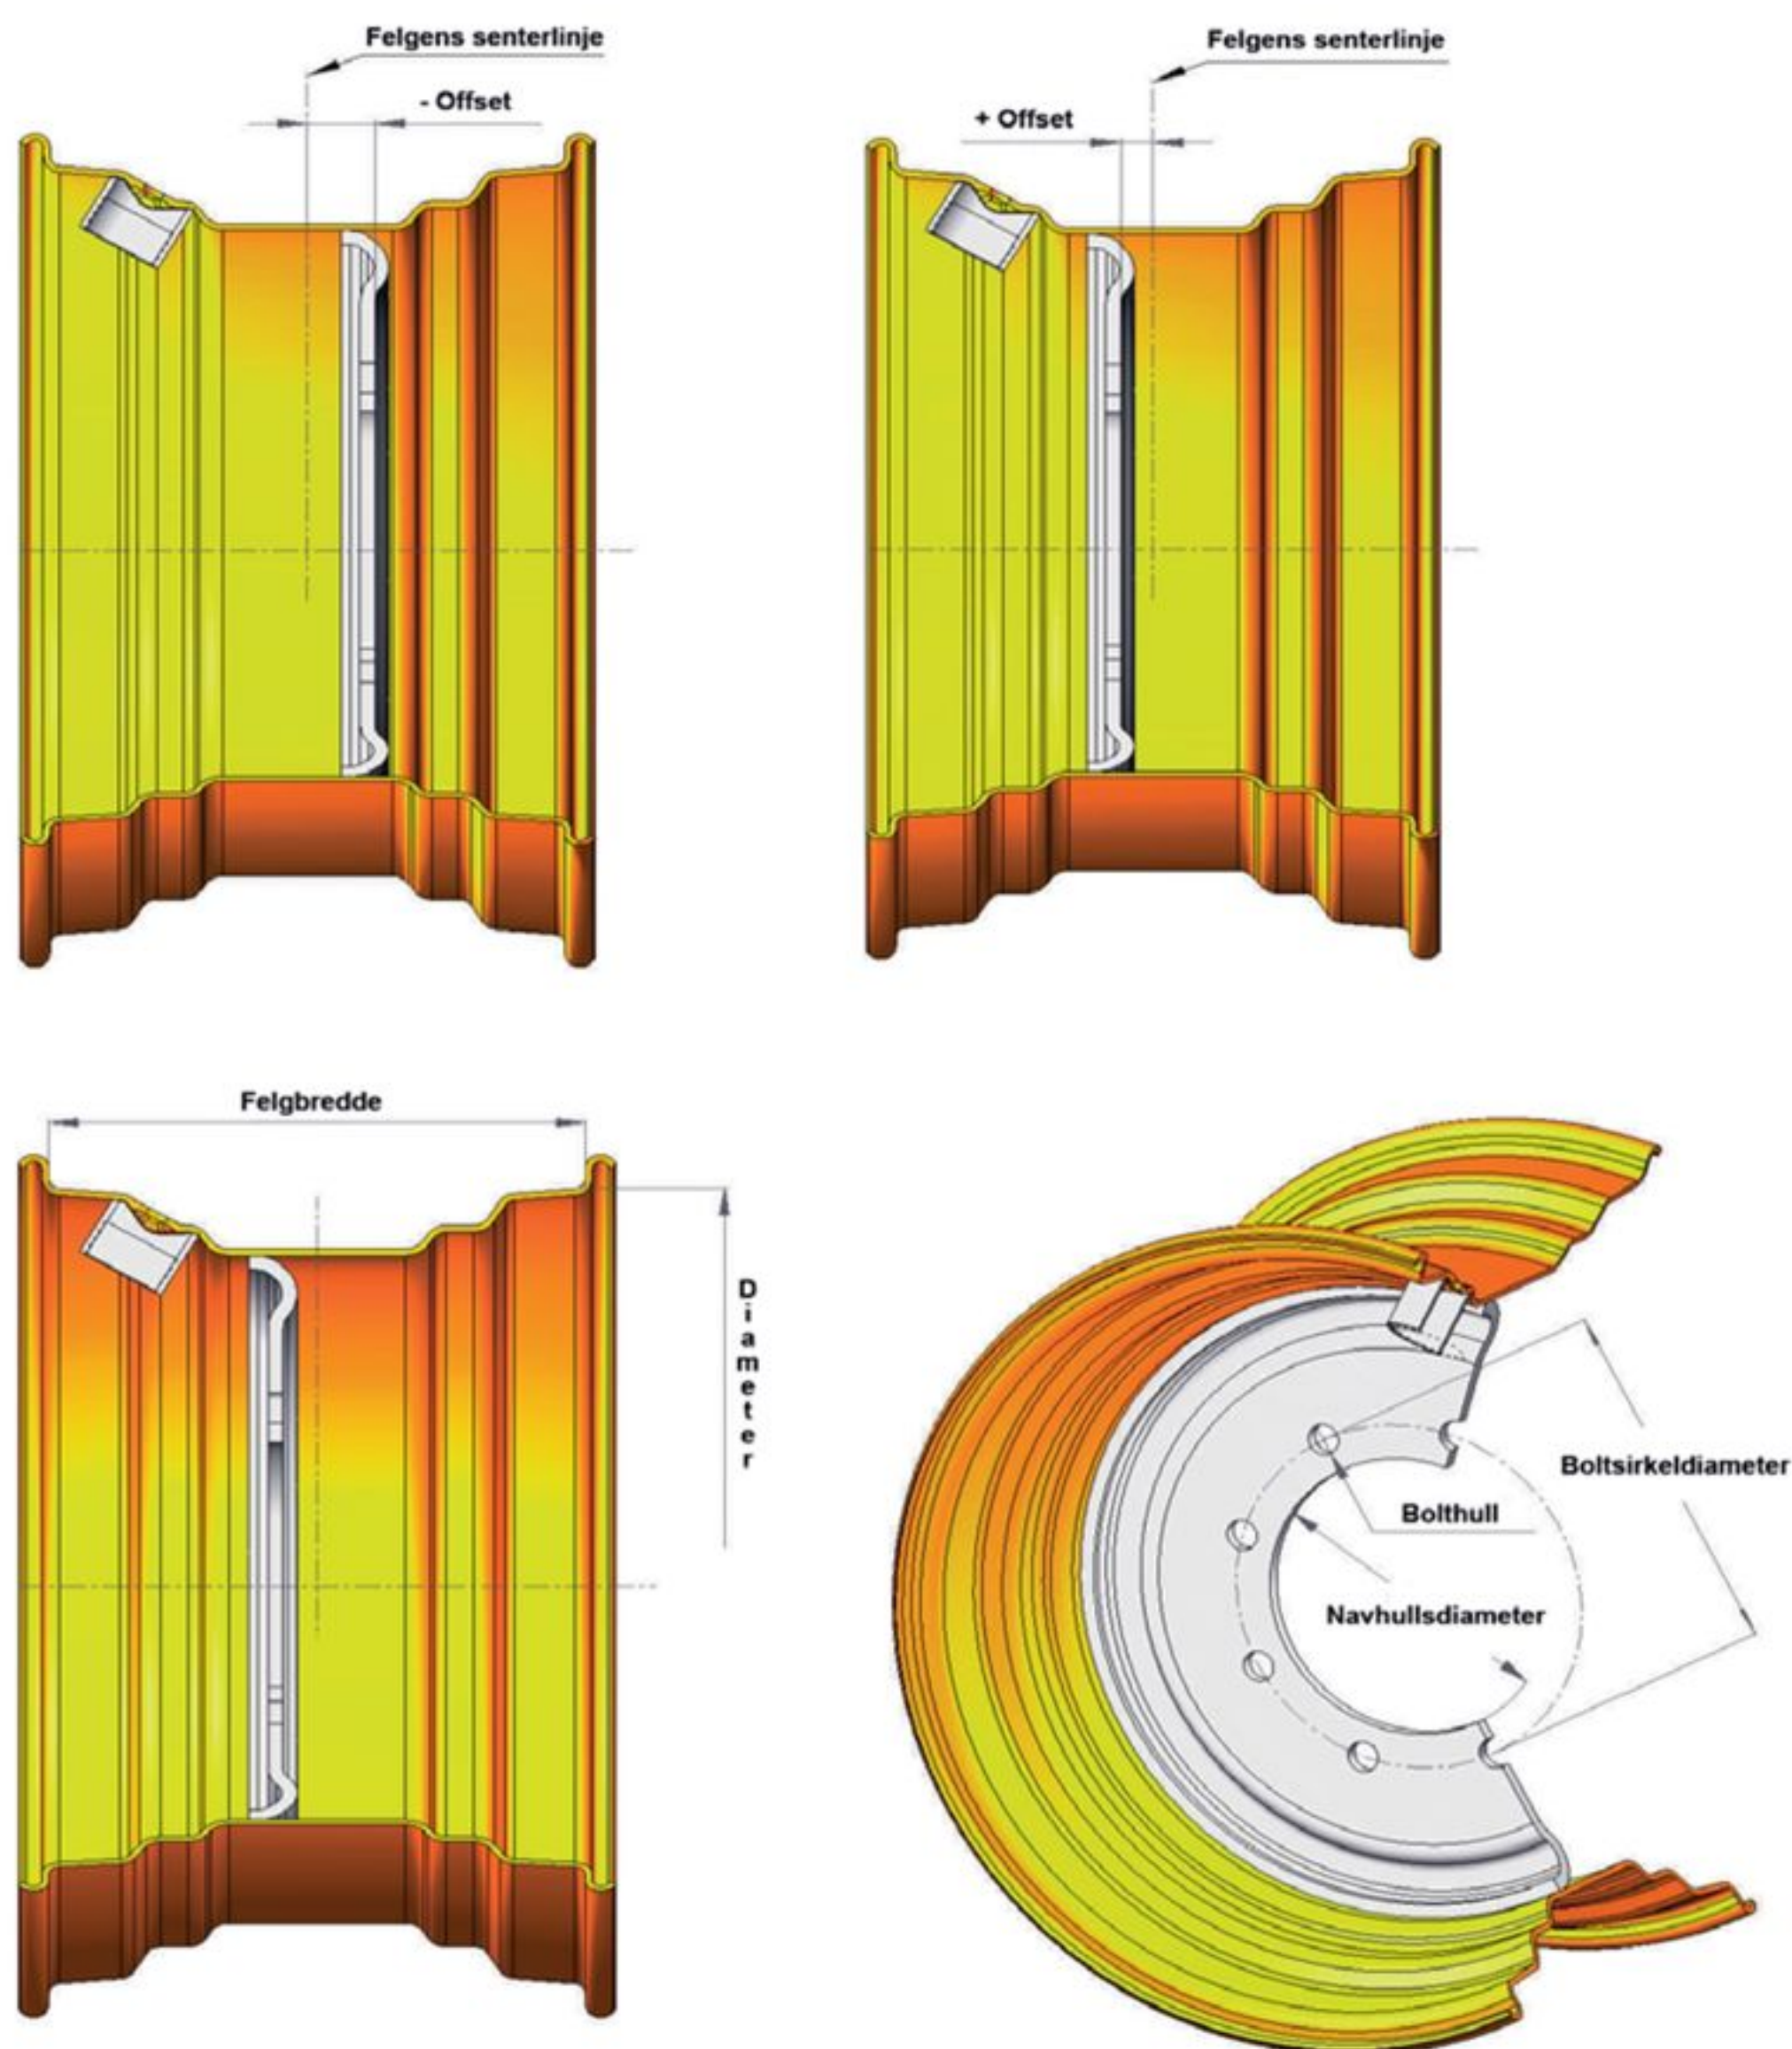 Felgens senterlinje
- Offset
Felgens senterlinje
+ Offset
Felgbredde
Diameter
Boltsirkeldiameter
Bolthull
Navhullsdiameter